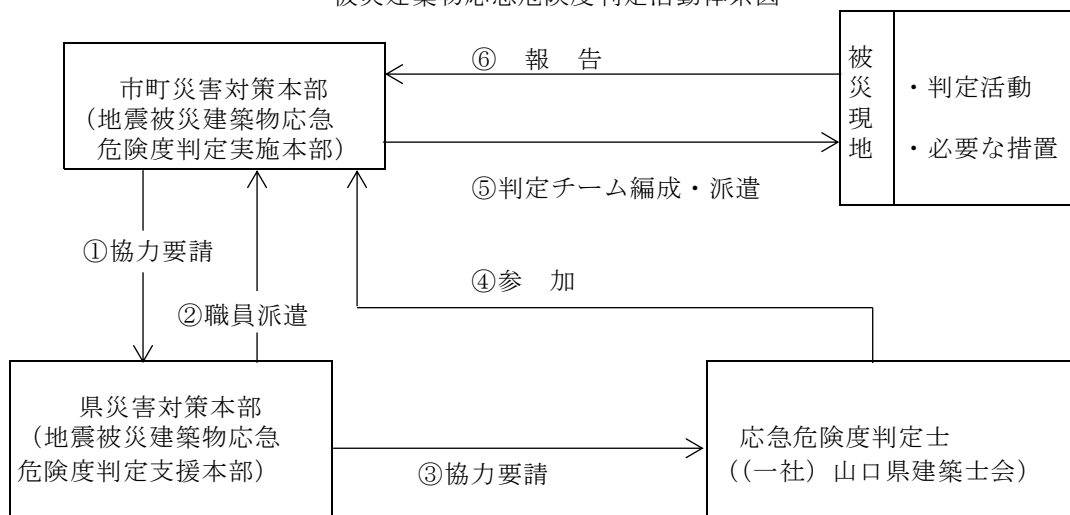 被災建築物応急危険度判定活動体系図
⑥　報　告
市町災害対策本部
（地震被災建築物応急
危険度判定実施本部）
被災現地
・判定活動
・必要な措置
⑤判定チーム編成・派遣
①協力要請
②職員派遣
④参　加
県災害対策本部
（地震被災建築物応急
危険度判定支援本部）
③協力要請
応急危険度判定士
（(一社) 山口県建築士会）